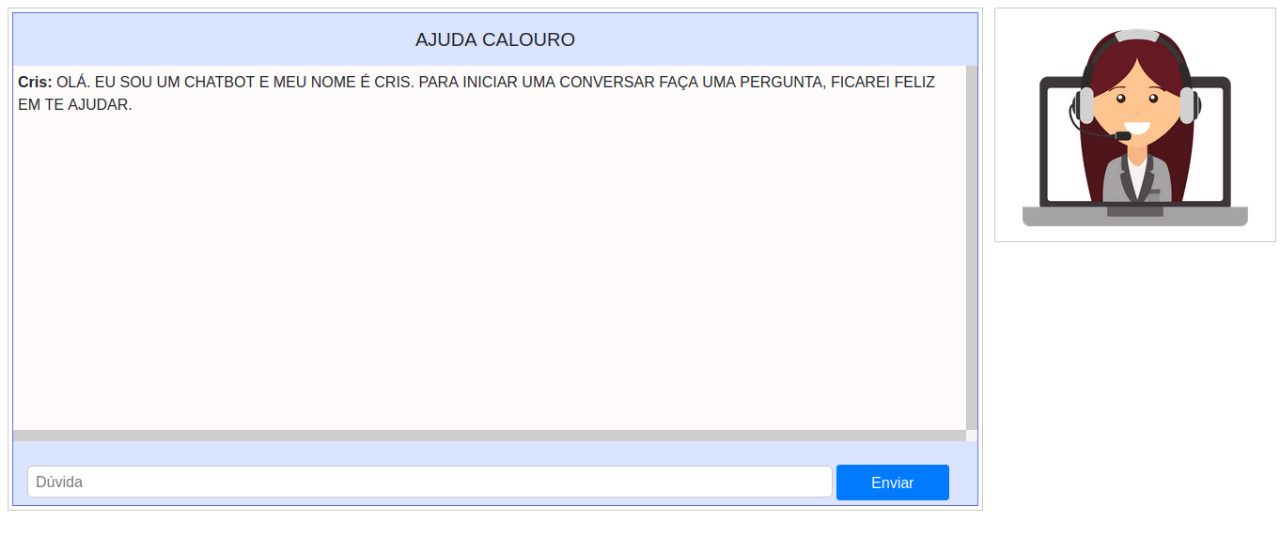 AJUDA CALOURO
Cris: OLÁ. EU SOU UM CHATBOT E MEU NOME É CRIS. PARA INICIAR UMA CONVERSAR FAÇA UMA PERGUNTA, FICAREI FELIZ
EM TE AJUDAR.
Dúvida
Enviar